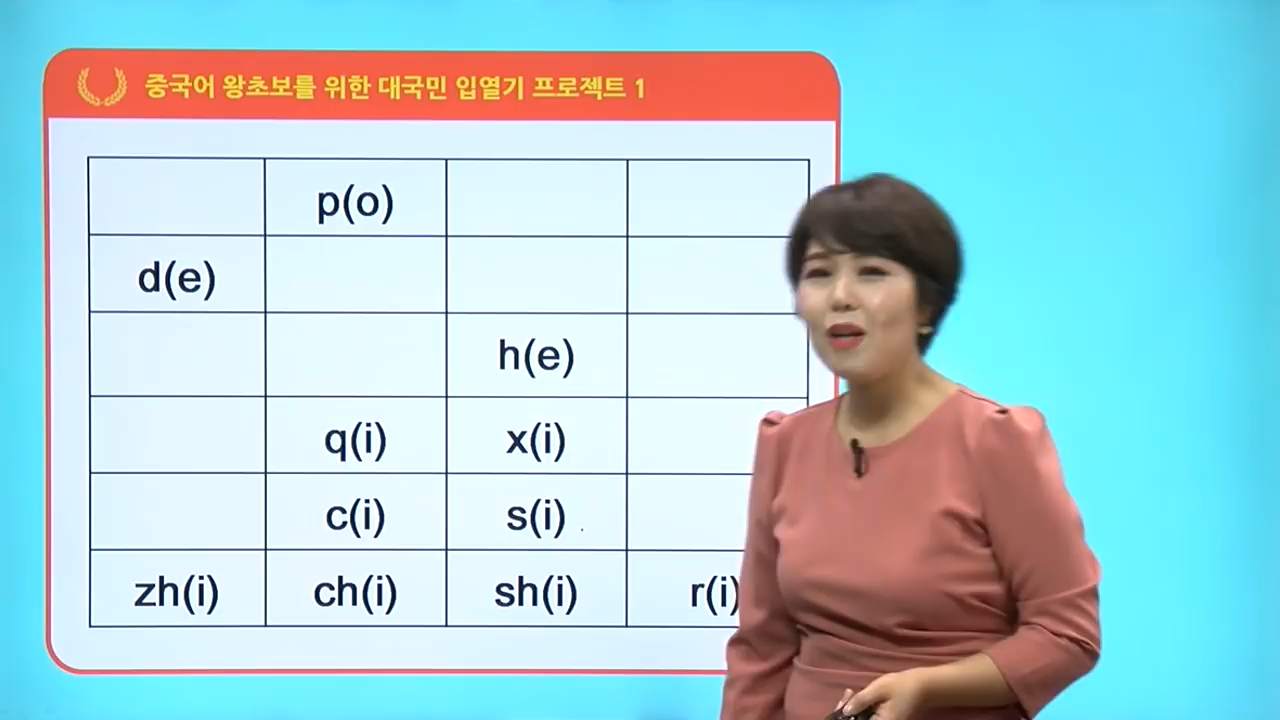 중국어 왕초보를 위한 대국민 입열기 프로젝트 1
p(o)
d(e)
h(e)
q(i) x(i)
c(i) s(i)
zh(i) ch(i) sh(i) r(i)